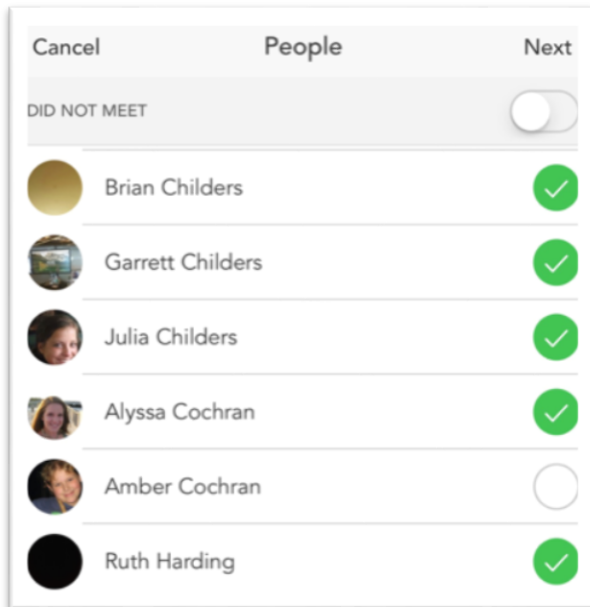 Cancel People Next
DID NOT MEET
Brian Childers
Garrett Childers
Julia Childers
Alyssa Cochran
Amber Cochran
Ruth Harding